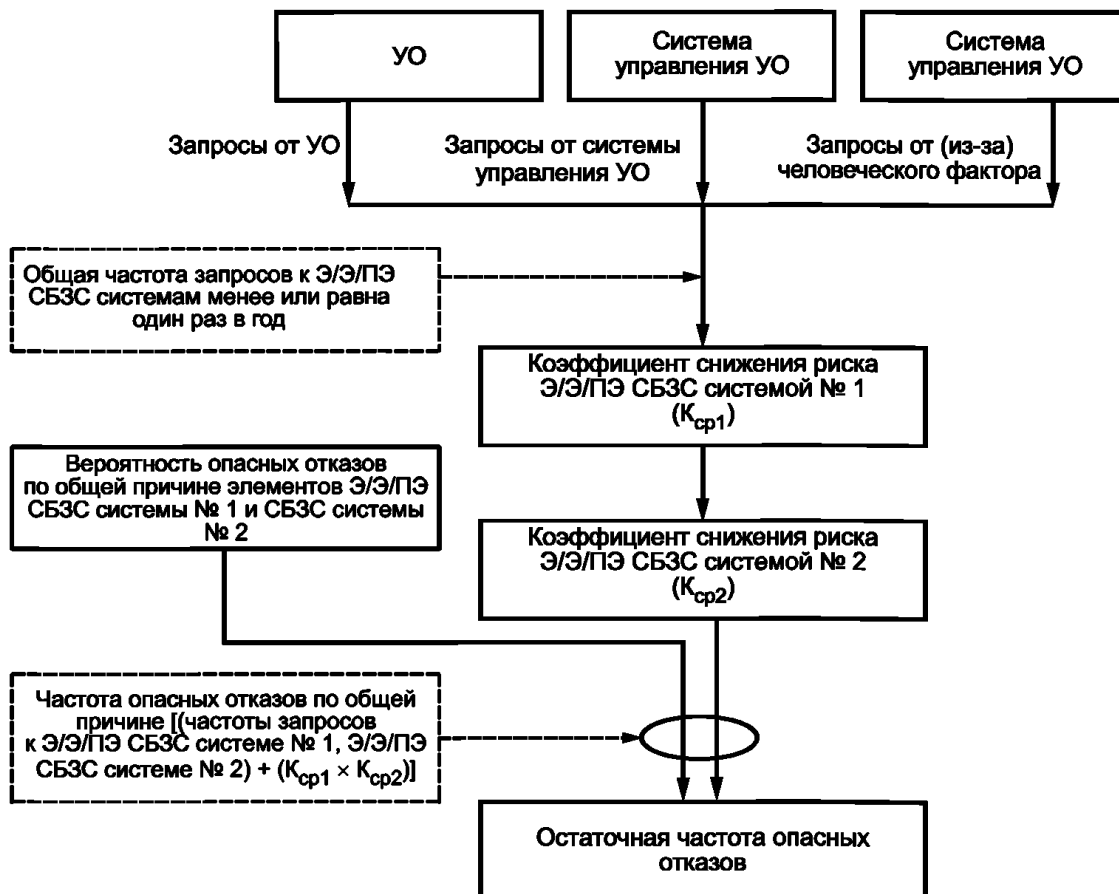 УО
Система
управления УО
Система
управления УО
Запросы от УО
Запросы от системы
управления УО
Запросы от (из-за)
человеческого фактора
Общая частота запросов к Э/Э/ПЭ
СБЗС системам менее или равна
один раз в год
Коэффициент снижения риска
Э/Э/ПЭ СБЗС системой № 1
(Kср1)
Вероятность опасных отказов
по общей причине элементов Э/Э/ПЭ
СБЗС системы № 1 и СБЗС системы
№ 2
Коэффициент снижения риска
Э/Э/ПЭ СБЗС системой № 2
(Kср2)
Частота опасных отказов по общей
причине [(частоты запросов
к Э/Э/ПЭ СБЗС системе № 1, Э/Э/ПЭ
СБЗС системе № 2) + (Kср1 × Kср2)]
Остаточная частота опасных
отказов